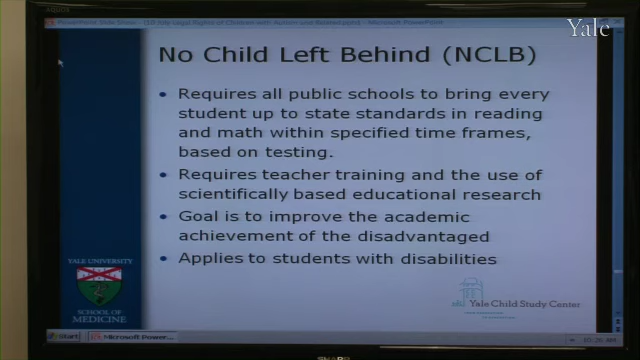 aquos
Yale
No Child Left Behind (NCLB)
• Requires all public schools to bring every
student up to state standards in reading
and math within specified time frames,
based on testing.
• Requires teacher training and the use of
scientifically based educational research
• Goal is to improve the academic
achievement of the disadvantaged
• Applies to students with disabilities
YALE UNIVERSITY
SCHOOL OF
MEDICINE
Yale Child Study Center
start
Microsoft Power...
SHARP